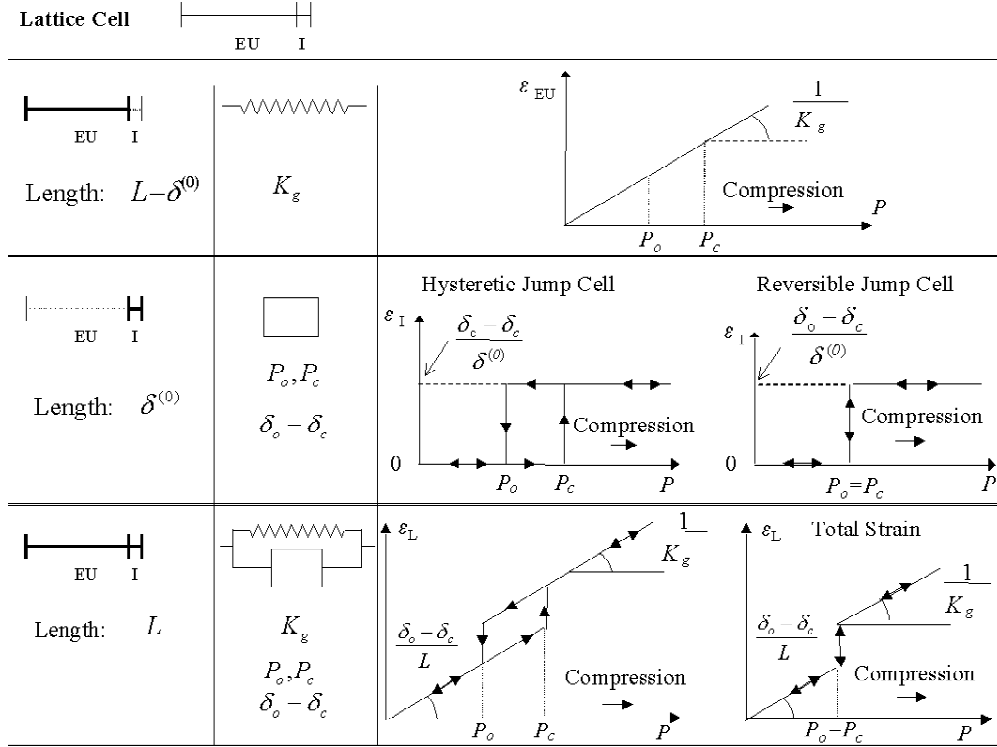 Lattice Cell
EU I
EU I
Length: L–δ⁽⁰⁾
K_g
ε_EU
1/K_g
Compression
P_o P_c P
EU I
Length: δ⁽⁰⁾
P_o, P_c
δ_o – δ_c
Hysteretic Jump Cell
ε_I
(δ_c – δ_c)/δ⁽⁰⁾
Compression
0
P_o P_c P
Reversible Jump Cell
ε_I
(δ_o – δ_c)/δ⁽⁰⁾
Compression
0
P_o=P_c P
EU I
Length: L
K_g
P_o, P_c
δ_o – δ_c
ε_L
1/K_g
(δ_o – δ_c)/L
Compression
P_o P_c P
ε_L Total Strain
1/K_g
(δ_o – δ_c)/L
Compression
P_o–P_c P